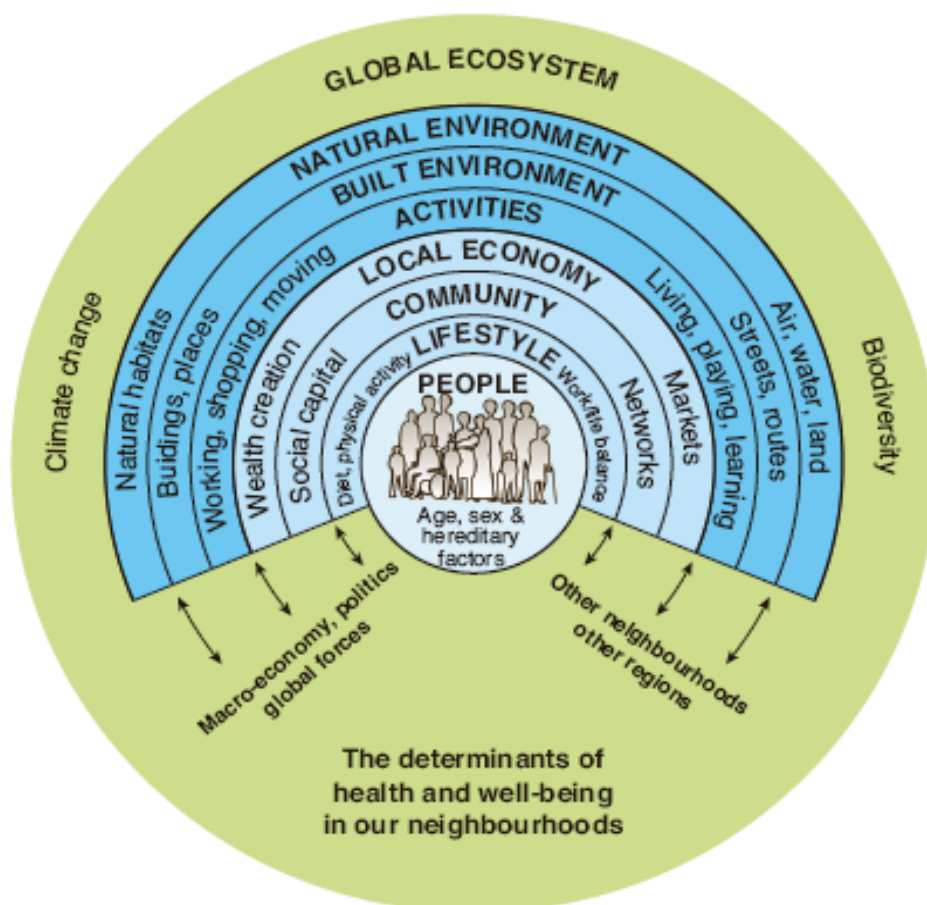 GLOBAL ECOSYSTEM
NATURAL ENVIRONMENT
BUILT ENVIRONMENT
ACTIVITIES
LOCAL ECONOMY
COMMUNITY
LIFESTYLE
PEOPLE
Age, sex &
hereditary
factors
Climate change
Natural habitats
Buidings, places
Working, shopping, moving
Wealth creation
Social capital
Diet, physical activity
Work/life balance
Networks
Markets
Living, playing, learning
Streets, routes
Air, water, land
Biodiversity
Macro-economy, politics
global forces
Other neighbourhoods
other regions
The determinants of
health and well-being
in our neighbourhoods